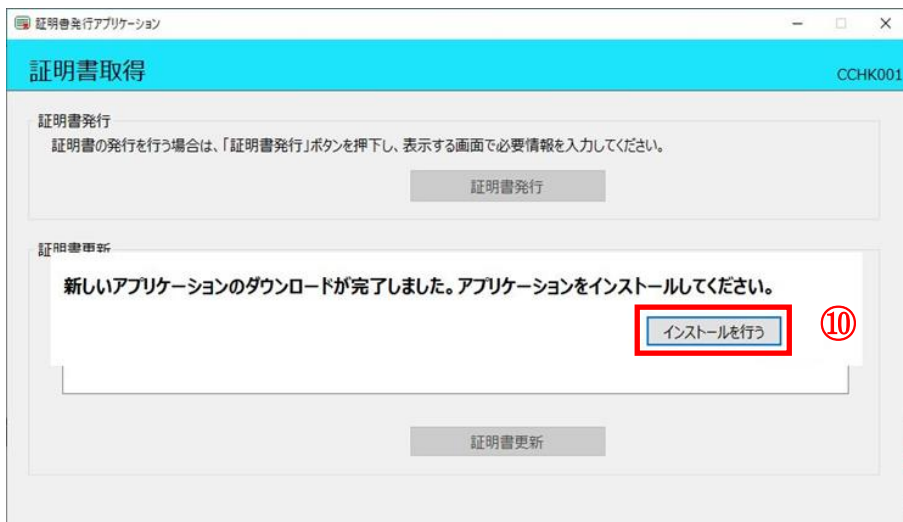 証明書発行アプリケーション
証明書取得
CCHK001
証明書発行
証明書の発行を行う場合は、「証明書発行」ボタンを押下し、表示する画面で必要情報を入力してください。
証明書発行
証明書更新
新しいアプリケーションのダウンロードが完了しました。アプリケーションをインストールしてください。
インストールを行う
⑩
証明書更新